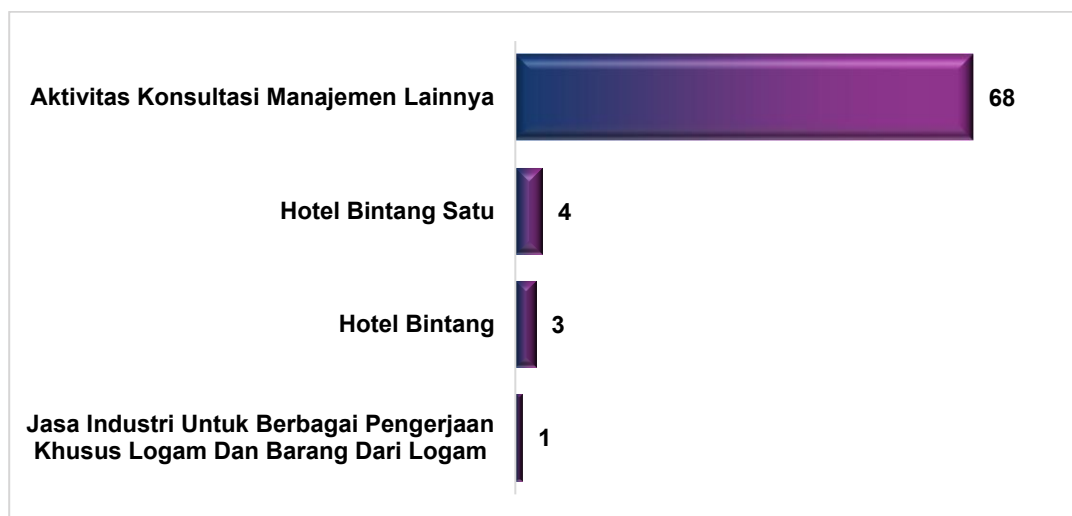 Aktivitas Konsultasi Manajemen Lainnya 68
Hotel Bintang Satu 4
Hotel Bintang 3
Jasa Industri Untuk Berbagai Pengerjaan
Khusus Logam Dan Barang Dari Logam 1